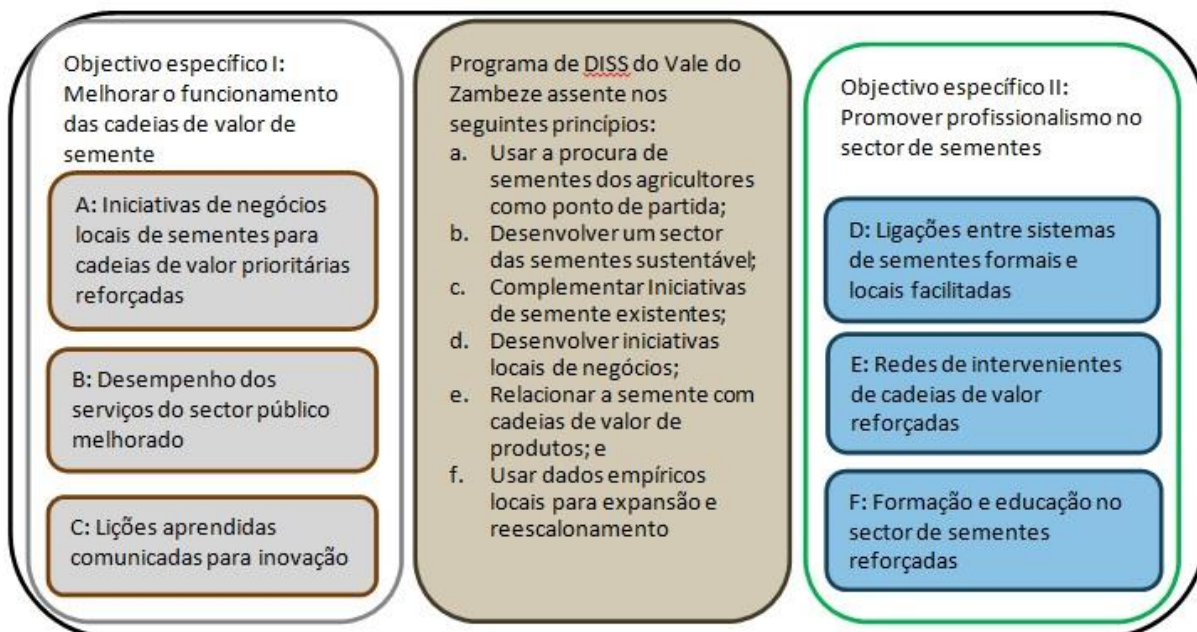 Objectivo específico I:
Melhorar o funcionamento
das cadeias de valor de
semente
A: Iniciativas de negócios
locais de sementes para
cadeias de valor prioritárias
reforçadas
B: Desempenho dos
serviços do sector público
melhorado
C: Lições aprendidas
comunicadas para inovação
Programa de DISS do Vale do
Zambeze assente nos
seguintes princípios:
a. Usar a procura de
sementes dos agricultores
como ponto de partida;
b. Desenvolver um sector
das sementes sustentável;
c. Complementar Iniciativas
de semente existentes;
d. Desenvolver iniciativas
locais de negócios;
e. Relacionar a semente com
cadeias de valor de
produtos; e
f. Usar dados empíricos
locais para expansão e
reescalonamento
Objectivo específico II:
Promover profissionalismo no
sector de sementes
D: Ligações entre sistemas
de sementes formais e
locais facilitadas
E: Redes de intervenientes
de cadeias de valor
reforçadas
F: Formação e educação no
sector de sementes
reforçadas